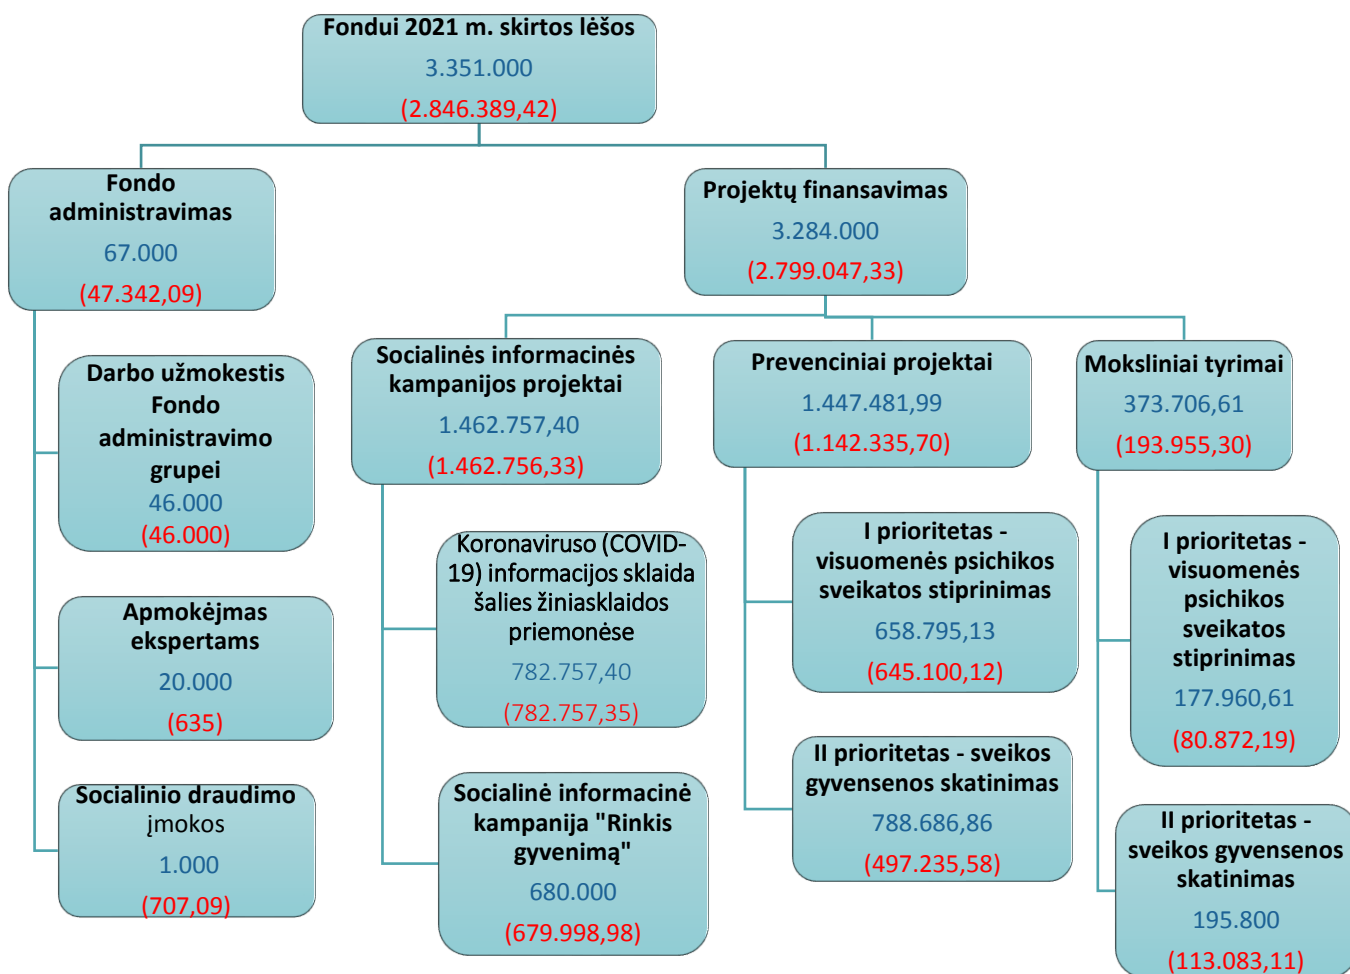 Fondui 2021 m. skirtos lėšos
3.351.000
(2.846.389,42)
Fondo
administravimas
67.000
(47.342,09)
Darbo užmokestis
Fondo
administravimo
grupei
46.000
(46.000)
Apmokėjmas
ekspertams
20.000
(635)
Socialinio draudimo
įmokos
1.000
(707,09)
Projektų finansavimas
3.284.000
(2.799.047,33)
Socialinės informacinės
kampanijos projektai
1.462.757,40
(1.462.756,33)
Koronaviruso (COVID-
19) informacijos sklaida
šalies žiniasklaidos
priemonėse
782.757,40
(782.757,35)
Socialinė informacinė
kampanija "Rinkis
gyvenimą"
680.000
(679.998,98)
Prevenciniai projektai
1.447.481,99
(1.142.335,70)
I prioritetas -
visuomenės psichikos
sveikatos stiprinimas
658.795,13
(645.100,12)
II prioritetas - sveikos
gyvensenos skatinimas
788.686,86
(497.235,58)
Moksliniai tyrimai
373.706,61
(193.955,30)
I prioritetas -
visuomenės
psichikos
sveikatos
stiprinimas
177.960,61
(80.872,19)
II prioritetas -
sveikos gyvensenos
skatinimas
195.800
(113.083,11)